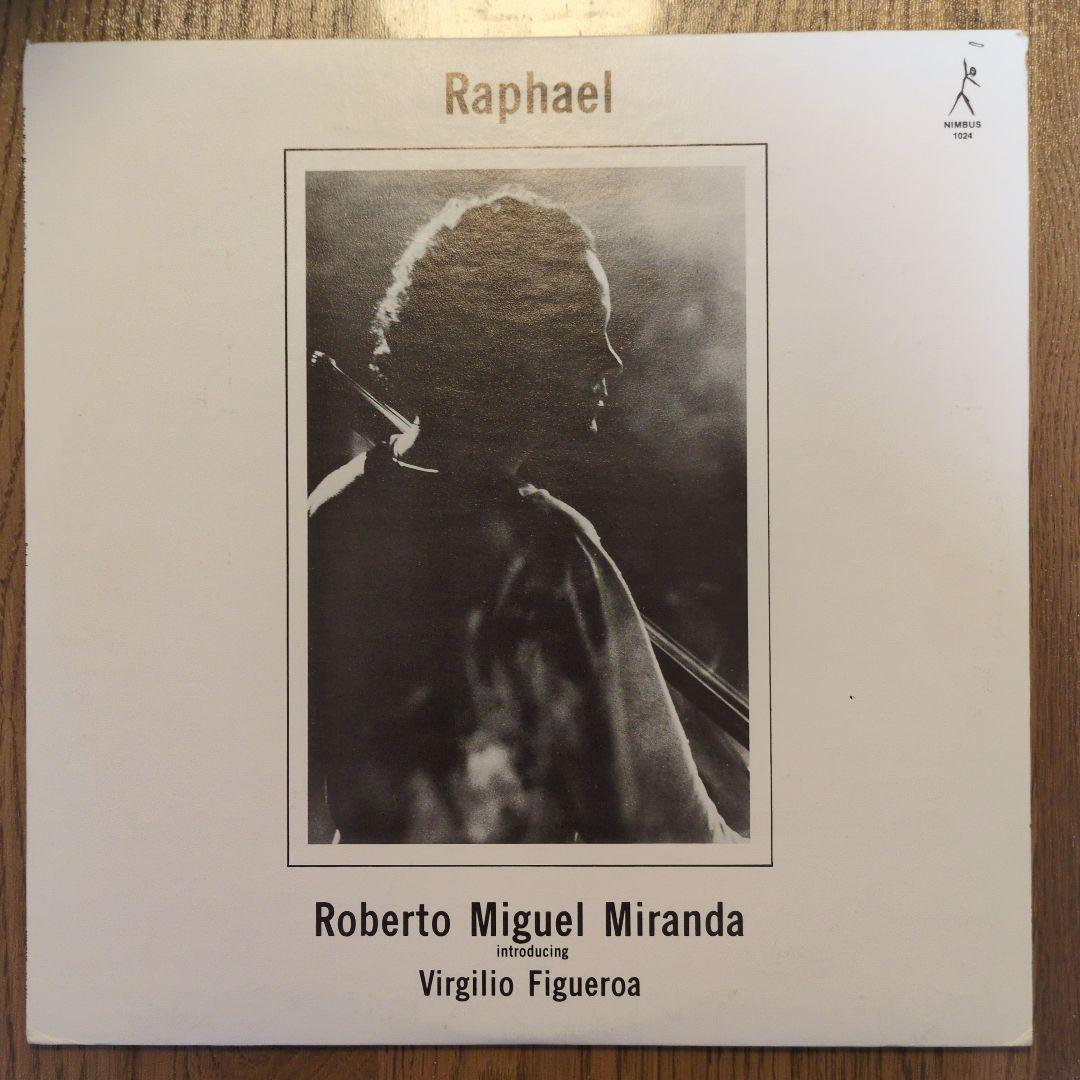 Raphael
NIMBUS
1024
Roberto Miguel Miranda
introducing
Virgilio Figueroa